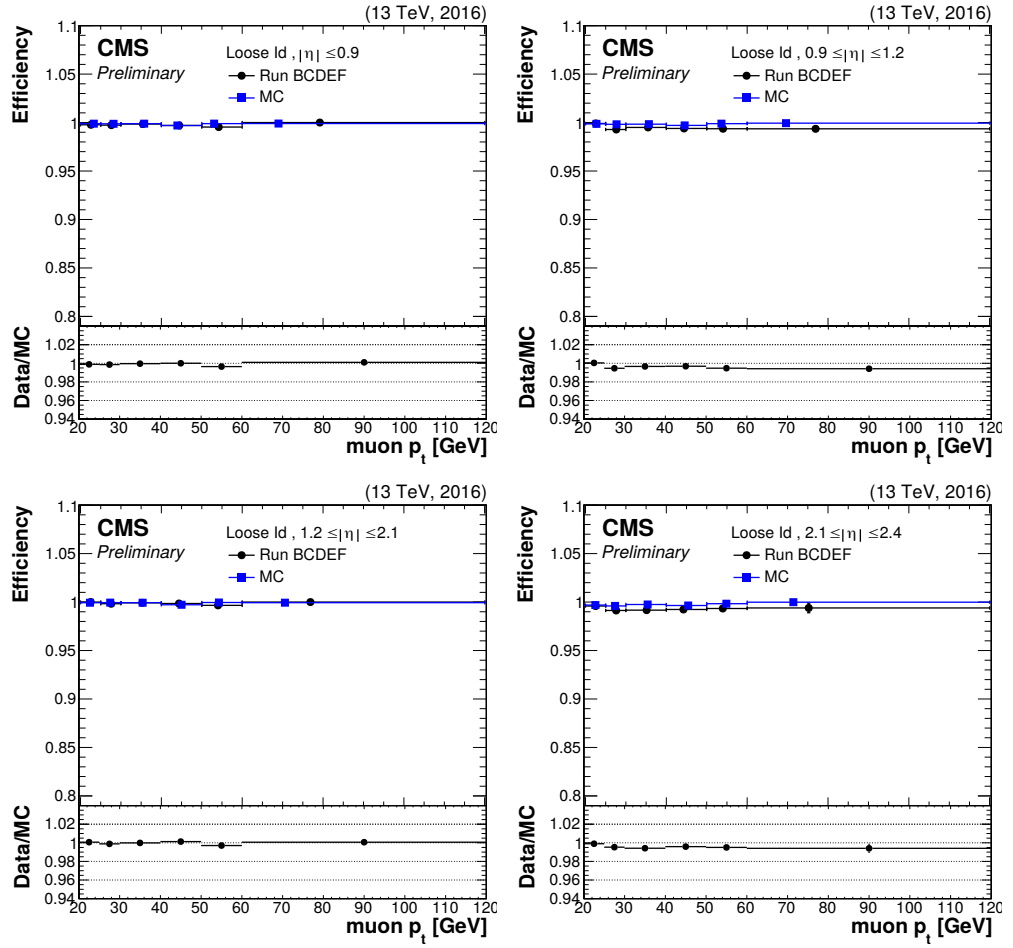 (13 TeV, 2016)
CMS
Preliminary
Loose Id , |η| ≤0.9
Run BCDEF
MC
Efficiency
1.1
1.05
1
0.95
0.9
0.85
0.8
Data/MC
1.02
1
0.98
0.96
0.94
20 30 40 50 60 70 80 90 100 110 120
muon p_t [GeV]
(13 TeV, 2016)
CMS
Preliminary
Loose Id , 0.9 ≤|η| ≤1.2
Run BCDEF
MC
Efficiency
1.1
1.05
1
0.95
0.9
0.85
0.8
Data/MC
1.02
1
0.98
0.96
0.94
20 30 40 50 60 70 80 90 100 110 120
muon p_t [GeV]
(13 TeV, 2016)
CMS
Preliminary
Loose Id , 1.2 ≤|η| ≤2.1
Run BCDEF
MC
Efficiency
1.1
1.05
1
0.95
0.9
0.85
0.8
Data/MC
1.02
1
0.98
0.96
0.94
20 30 40 50 60 70 80 90 100 110 120
muon p_t [GeV]
(13 TeV, 2016)
CMS
Preliminary
Loose Id , 2.1 ≤|η| ≤2.4
Run BCDEF
MC
Efficiency
1.1
1.05
1
0.95
0.9
0.85
0.8
Data/MC
1.02
1
0.98
0.96
0.94
20 30 40 50 60 70 80 90 100 110 120
muon p_t [GeV]